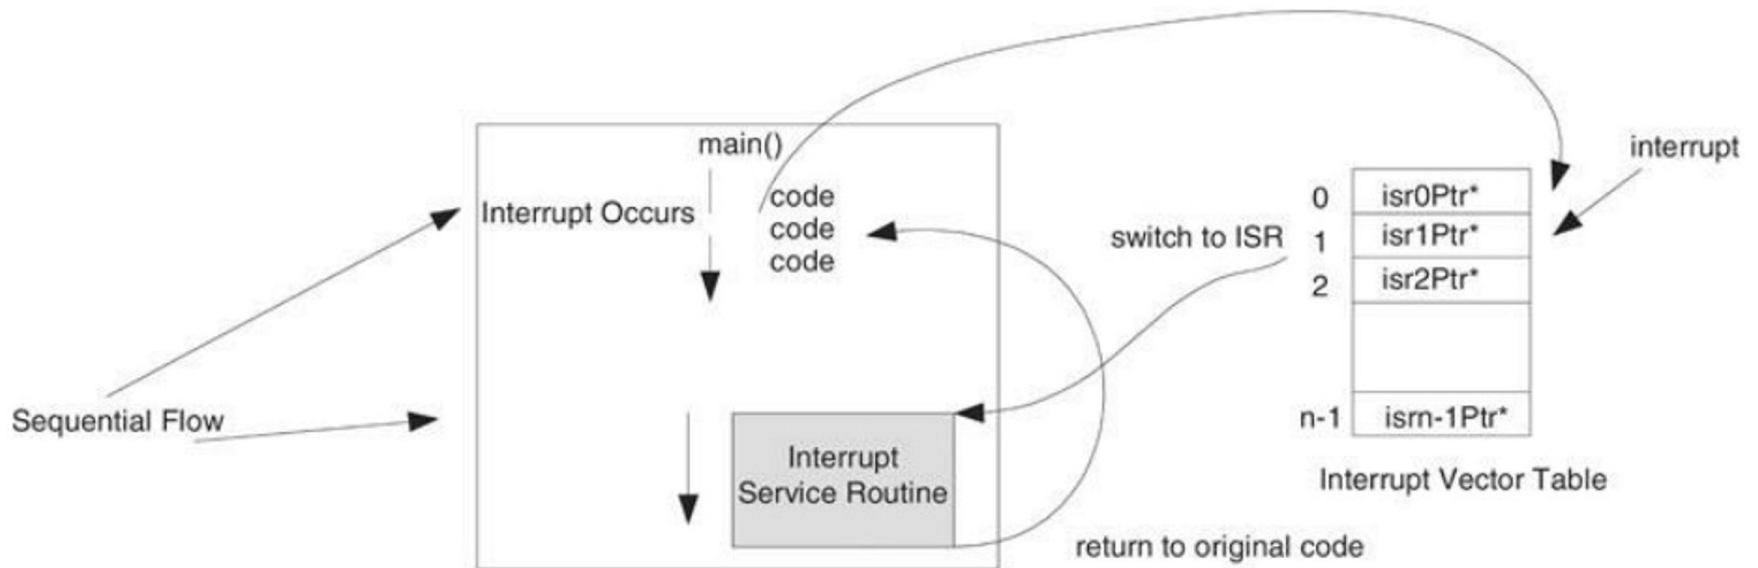 main()
interrupt
code
0
isr0Ptr*
Interrupt Occurs
code
switch to ISR
1
isr1Ptr*
code
2
isr2Ptr*
Sequential Flow
n-1
isrn-1Ptr*
Interrupt
Service Routine
Interrupt Vector Table
return to original code